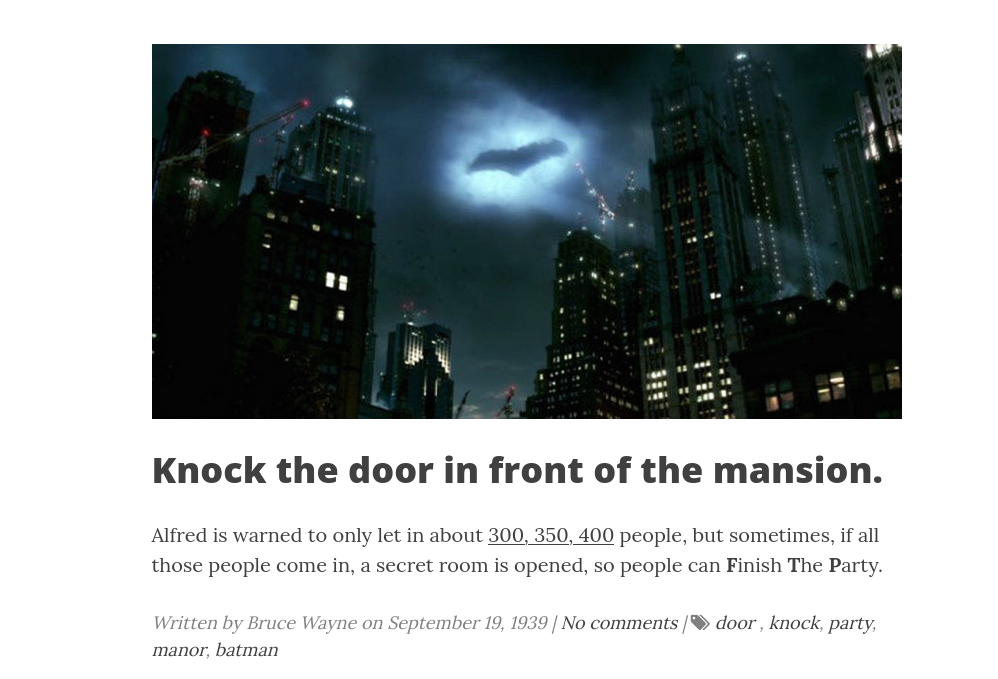 Knock the door in front of the mansion.
Alfred is warned to only let in about 300, 350, 400 people, but sometimes, if all
those people come in, a secret room is opened, so people can Finish The Party.
Written by Bruce Wayne on September 19, 1939 | No comments | door , knock, party,
manor, batman